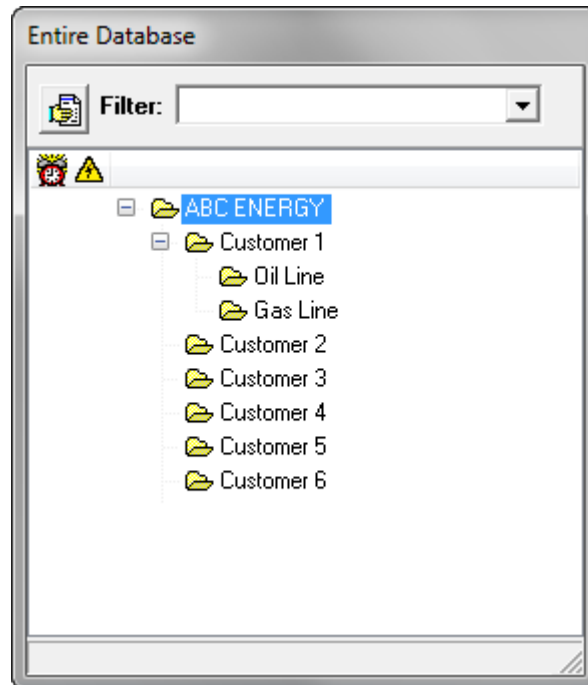 Entire Database
Filter:
ABC ENERGY
Customer 1
Oil Line
Gas Line
Customer 2
Customer 3
Customer 4
Customer 5
Customer 6